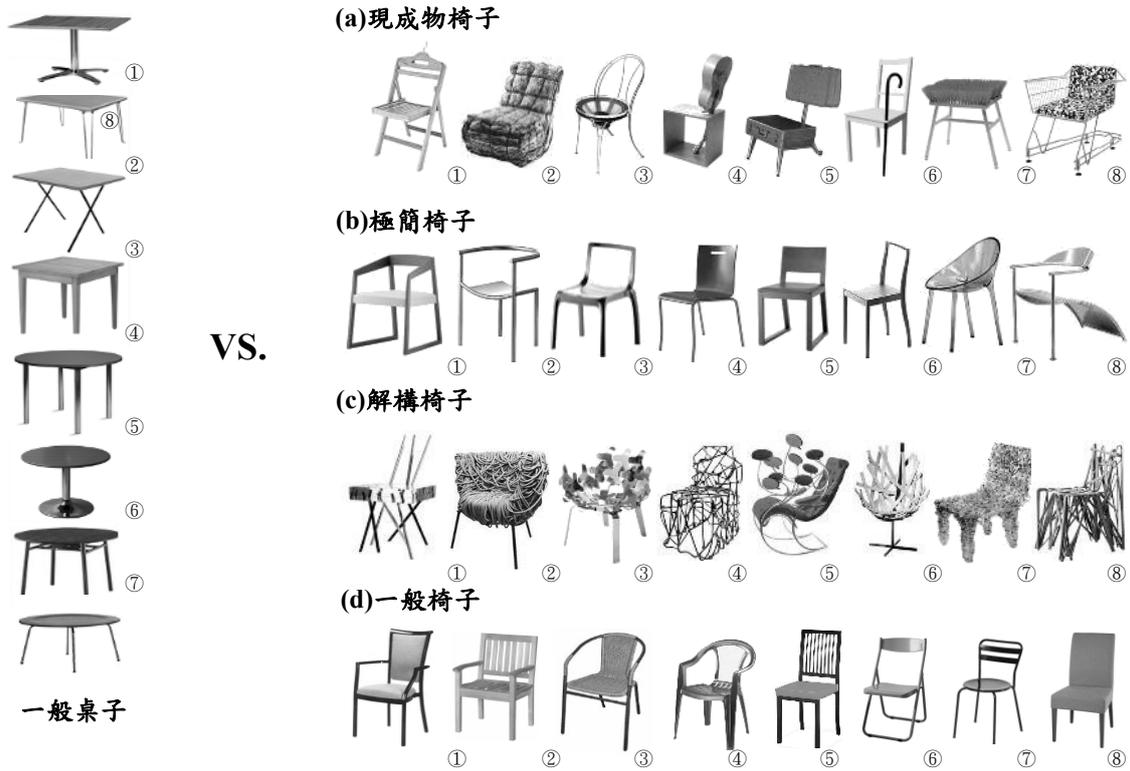 (a)現成物椅子
① ② ③ ④ ⑤ ⑥ ⑦ ⑧
(b)極簡椅子
① ② ③ ④ ⑤ ⑥ ⑦ ⑧
(c)解構椅子
① ② ③ ④ ⑤ ⑥ ⑦ ⑧
(d)一般椅子
① ② ③ ④ ⑤ ⑥ ⑦ ⑧
VS.
①
⑧
②
③
④
⑤
⑥
⑦
一般桌子